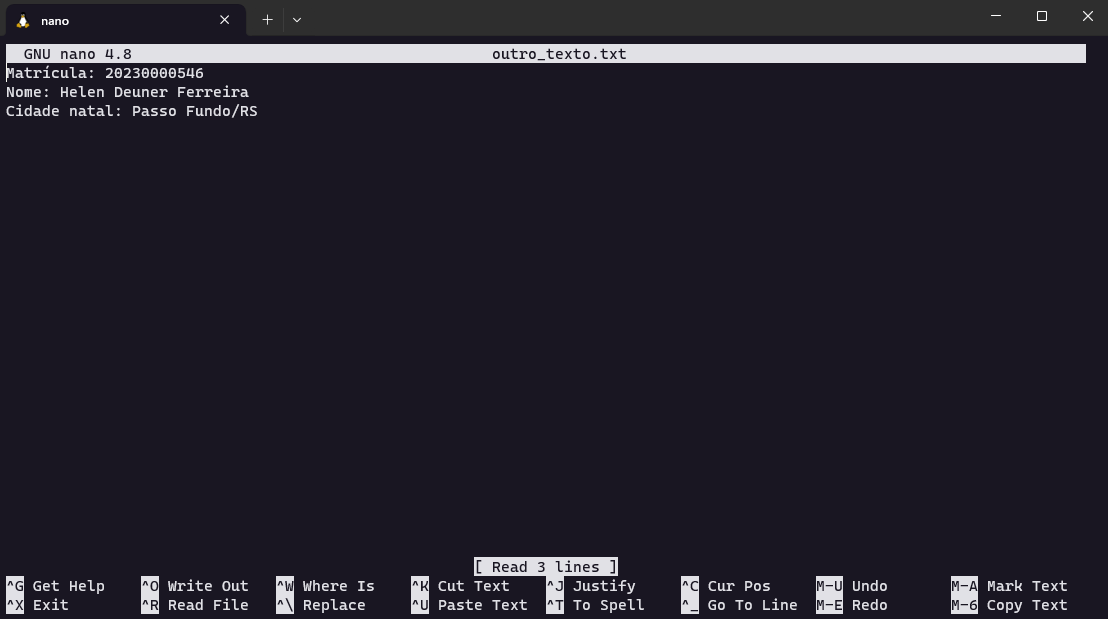 nano
GNU nano 4.8 outro_texto.txt
Matrícula: 20230000546
Nome: Helen Deuner Ferreira
Cidade natal: Passo Fundo/RS
[ Read 3 lines ]
^G Get Help ^O Write Out ^W Where Is ^K Cut Text ^J Justify ^C Cur Pos M-U Undo M-A Mark Text
^X Exit ^R Read File ^\ Replace ^U Paste Text ^T To Spell ^_ Go To Line M-E Redo M-6 Copy Text